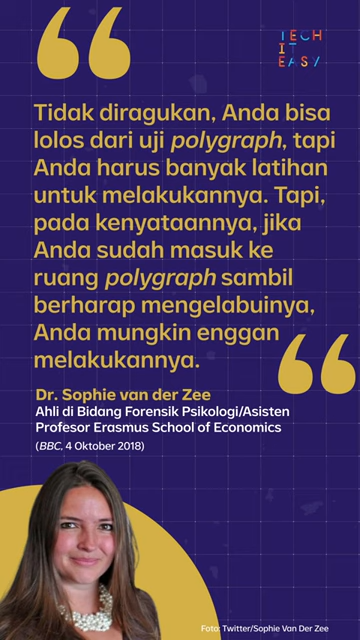 TECH
IT
EASY
Tidak diragukan, Anda bisa
lolos dari uji polygraph, tapi
Anda harus banyak latihan
untuk melakukannya. Tapi,
pada kenyataannya, jika
Anda sudah masuk ke
ruang polygraph sambil
berharap mengelabuinya,
Anda mungkin enggan
melakukannya.
Dr. Sophie van der Zee
Ahli di Bidang Forensik Psikologi/Asisten
Profesor Erasmus School of Economics
(BBC, 4 Oktober 2018)
Foto: Twitter/Sophie Van Der Zee